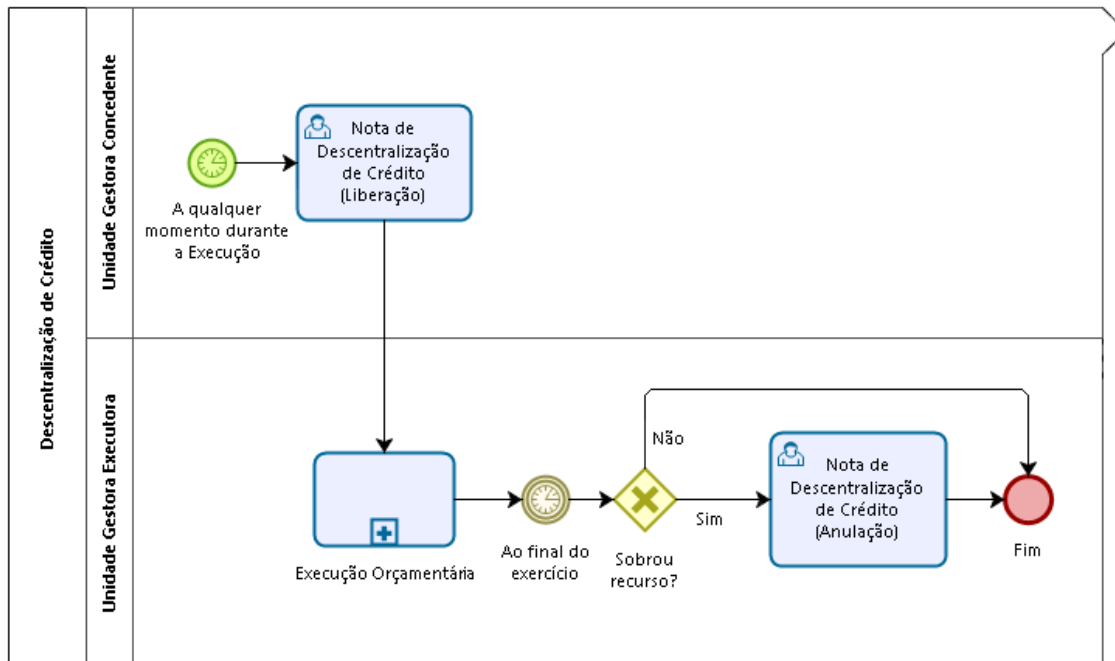 Descentralização de Crédito
Unidade Gestora Concedente
A qualquer
momento durante
a Execução
Nota de
Descentralização
de Crédito
(Liberação)
Unidade Gestora Executora
Execução Orçamentária
Ao final do
exercício
Sobrou
recurso?
Não
Sim
Nota de
Descentralização
de Crédito
(Anulação)
Fim